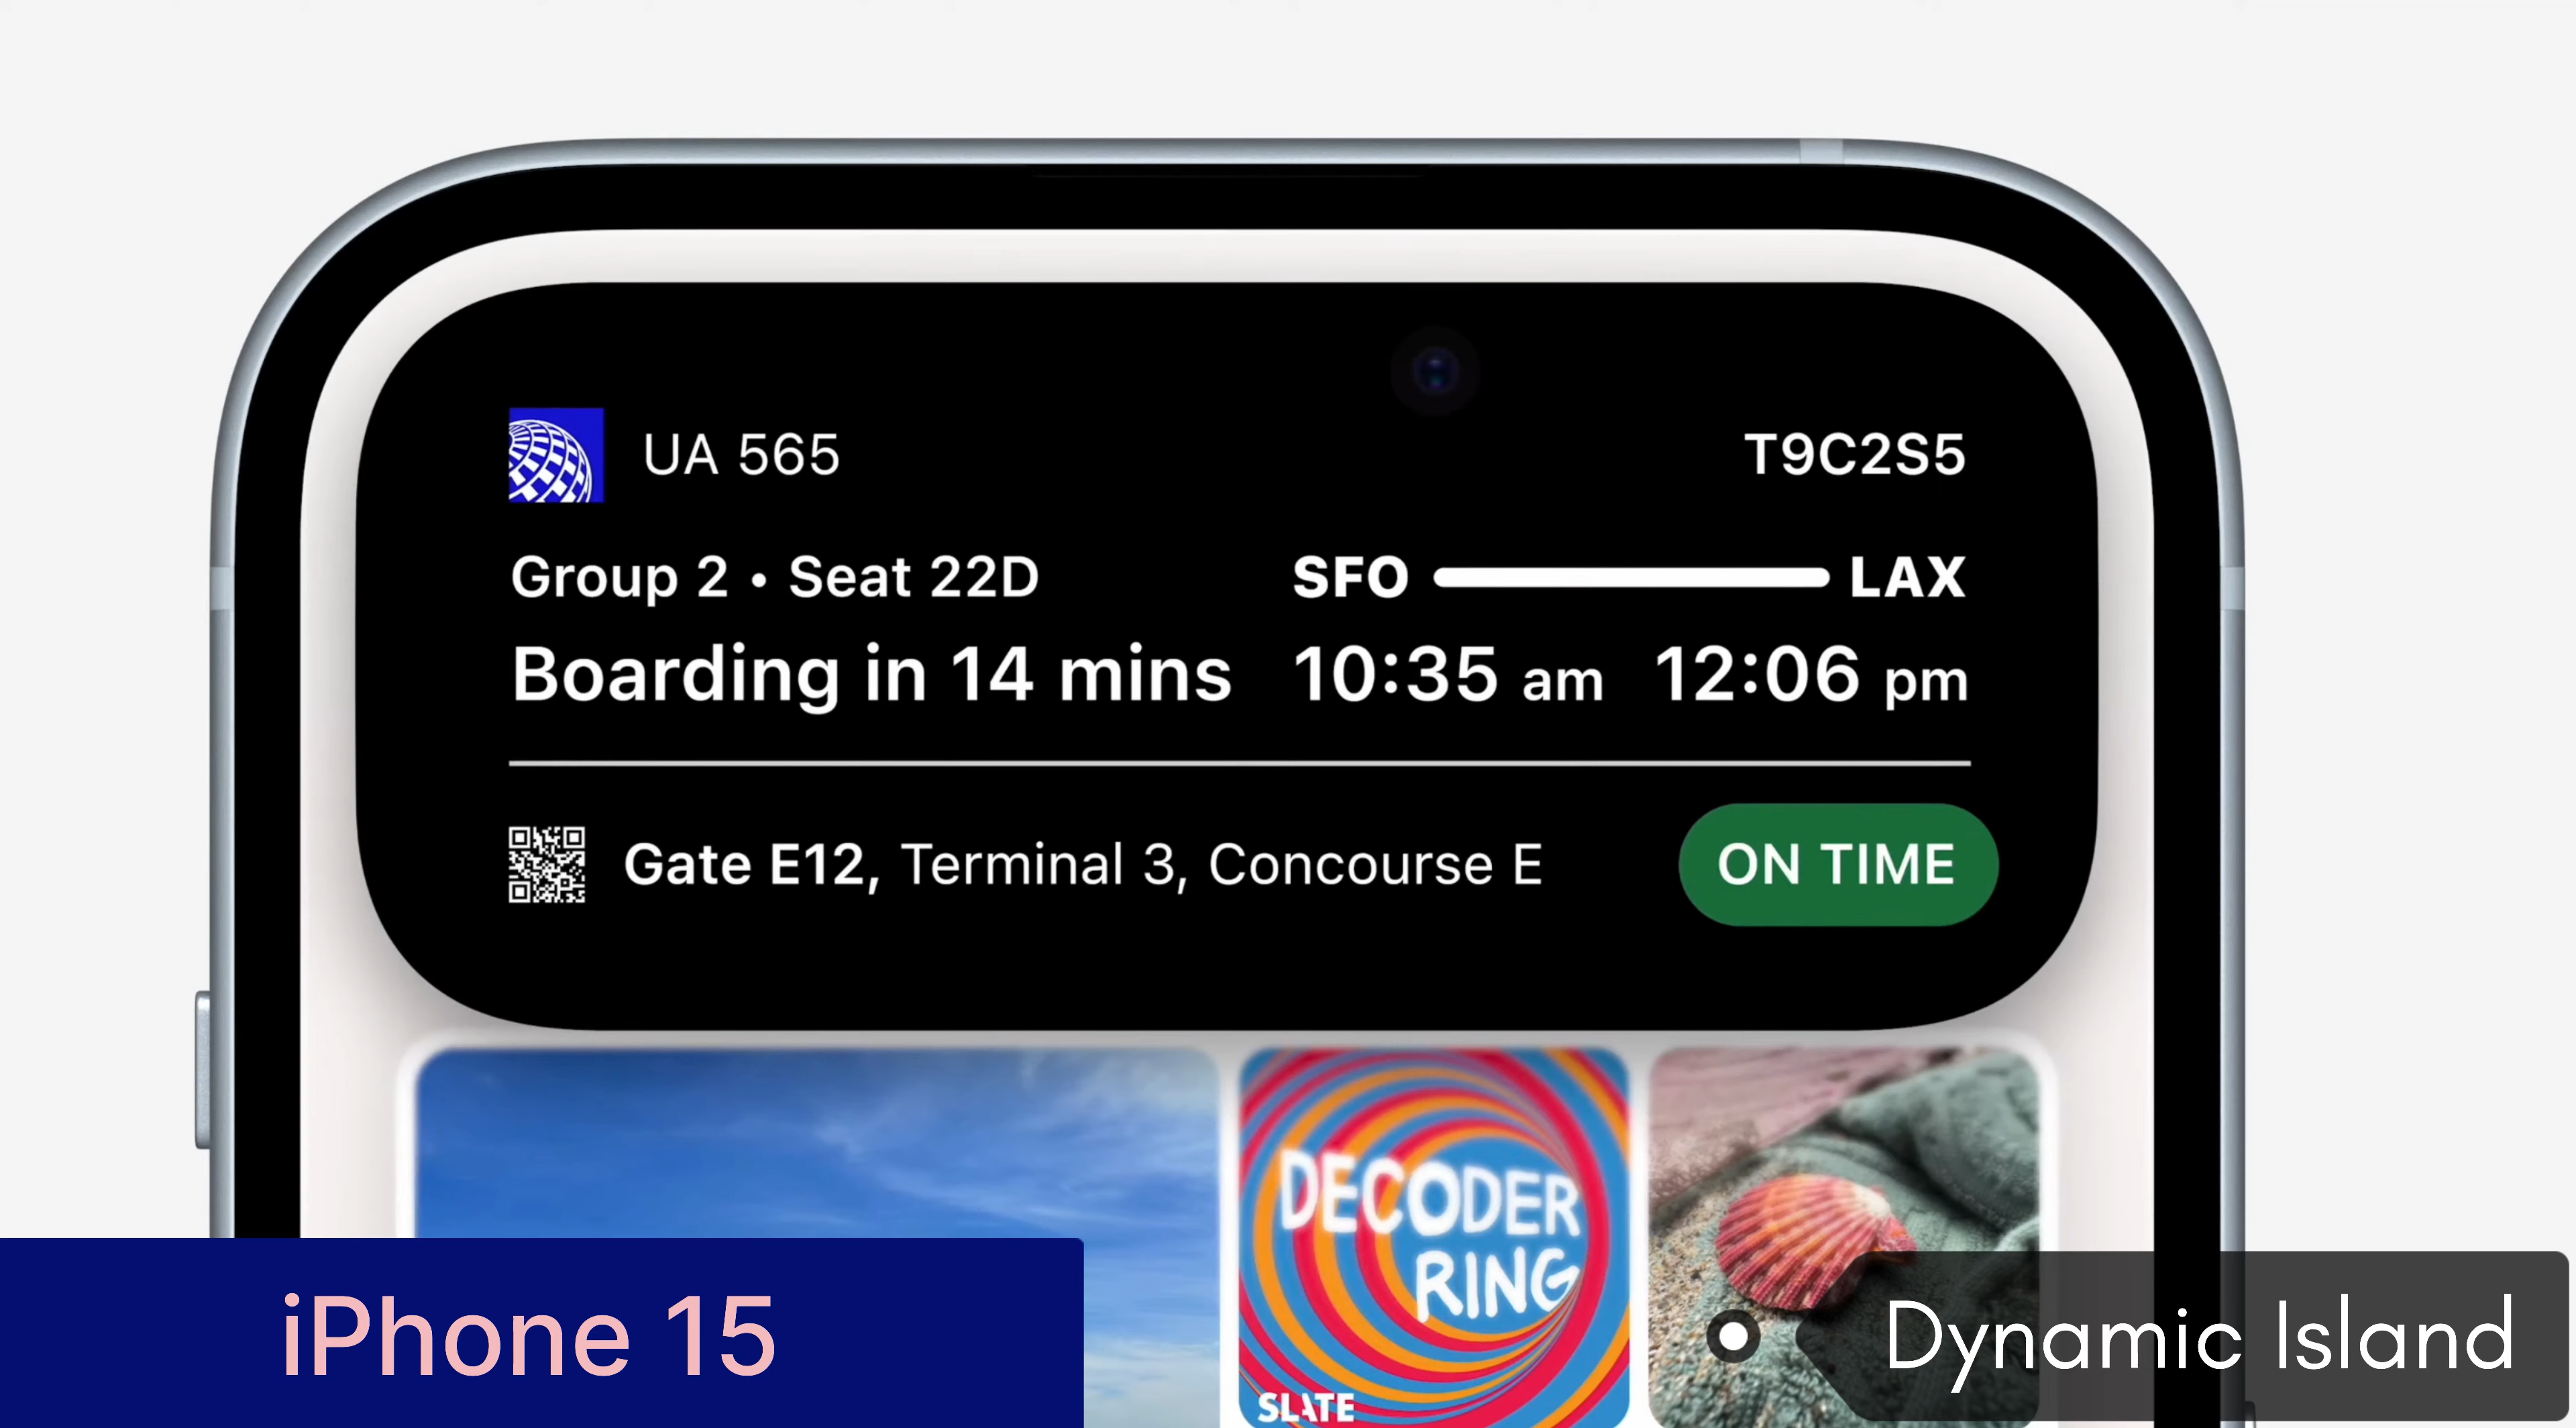 UA 565
T9C2S5
Group 2 • Seat 22D
SFO LAX
Boarding in 14 mins
10:35 am 12:06 pm
Gate E12, Terminal 3, Concourse E
ON TIME
DECODER
RING
SLATE
iPhone 15
Dynamic Island